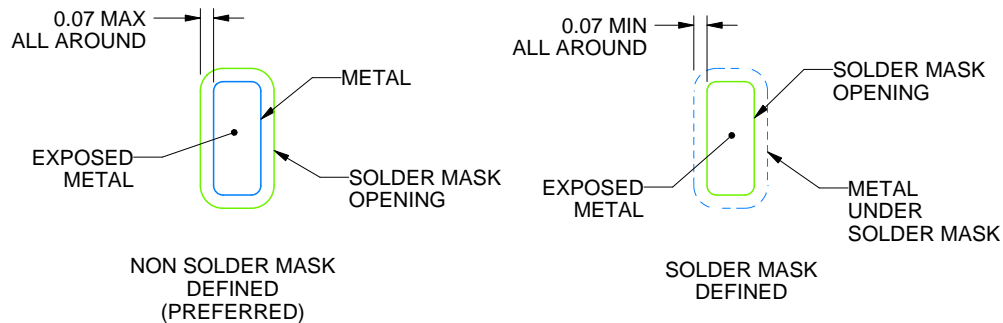 0.07 MAX
ALL AROUND
METAL
EXPOSED
METAL
SOLDER MASK
OPENING
NON SOLDER MASK
DEFINED
(PREFERRED)
0.07 MIN
ALL AROUND
SOLDER MASK
OPENING
EXPOSED
METAL
METAL
UNDER
SOLDER MASK
SOLDER MASK
DEFINED